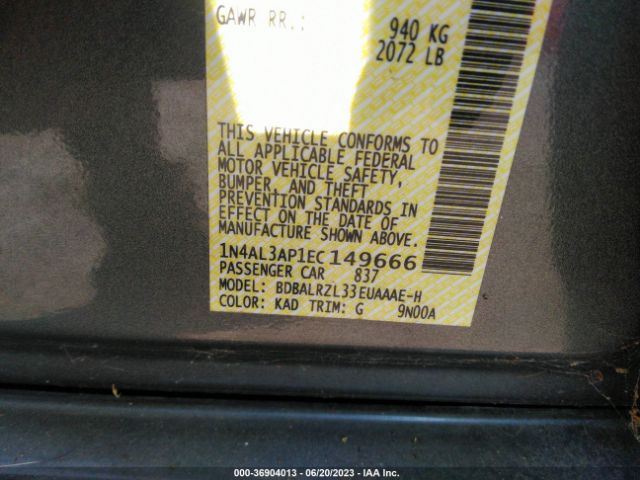 GAWR RR.:
940 KG
2072 LB
THIS VEHICLE CONFORMS TO
ALL APPLICABLE FEDERAL
MOTOR VEHICLE SAFETY,
BUMPER, AND THEFT
PREVENTION STANDARDS IN
EFFECT ON THE DATE OF
MANUFACTURE SHOWN ABOVE.
1N4AL3AP1EC149666
PASSENGER CAR 837
MODEL: BDBALRZL33EUAAAE-H
COLOR: KAD TRIM: G 9N00A
000-36904013 - 06/20/2023 - IAA Inc.